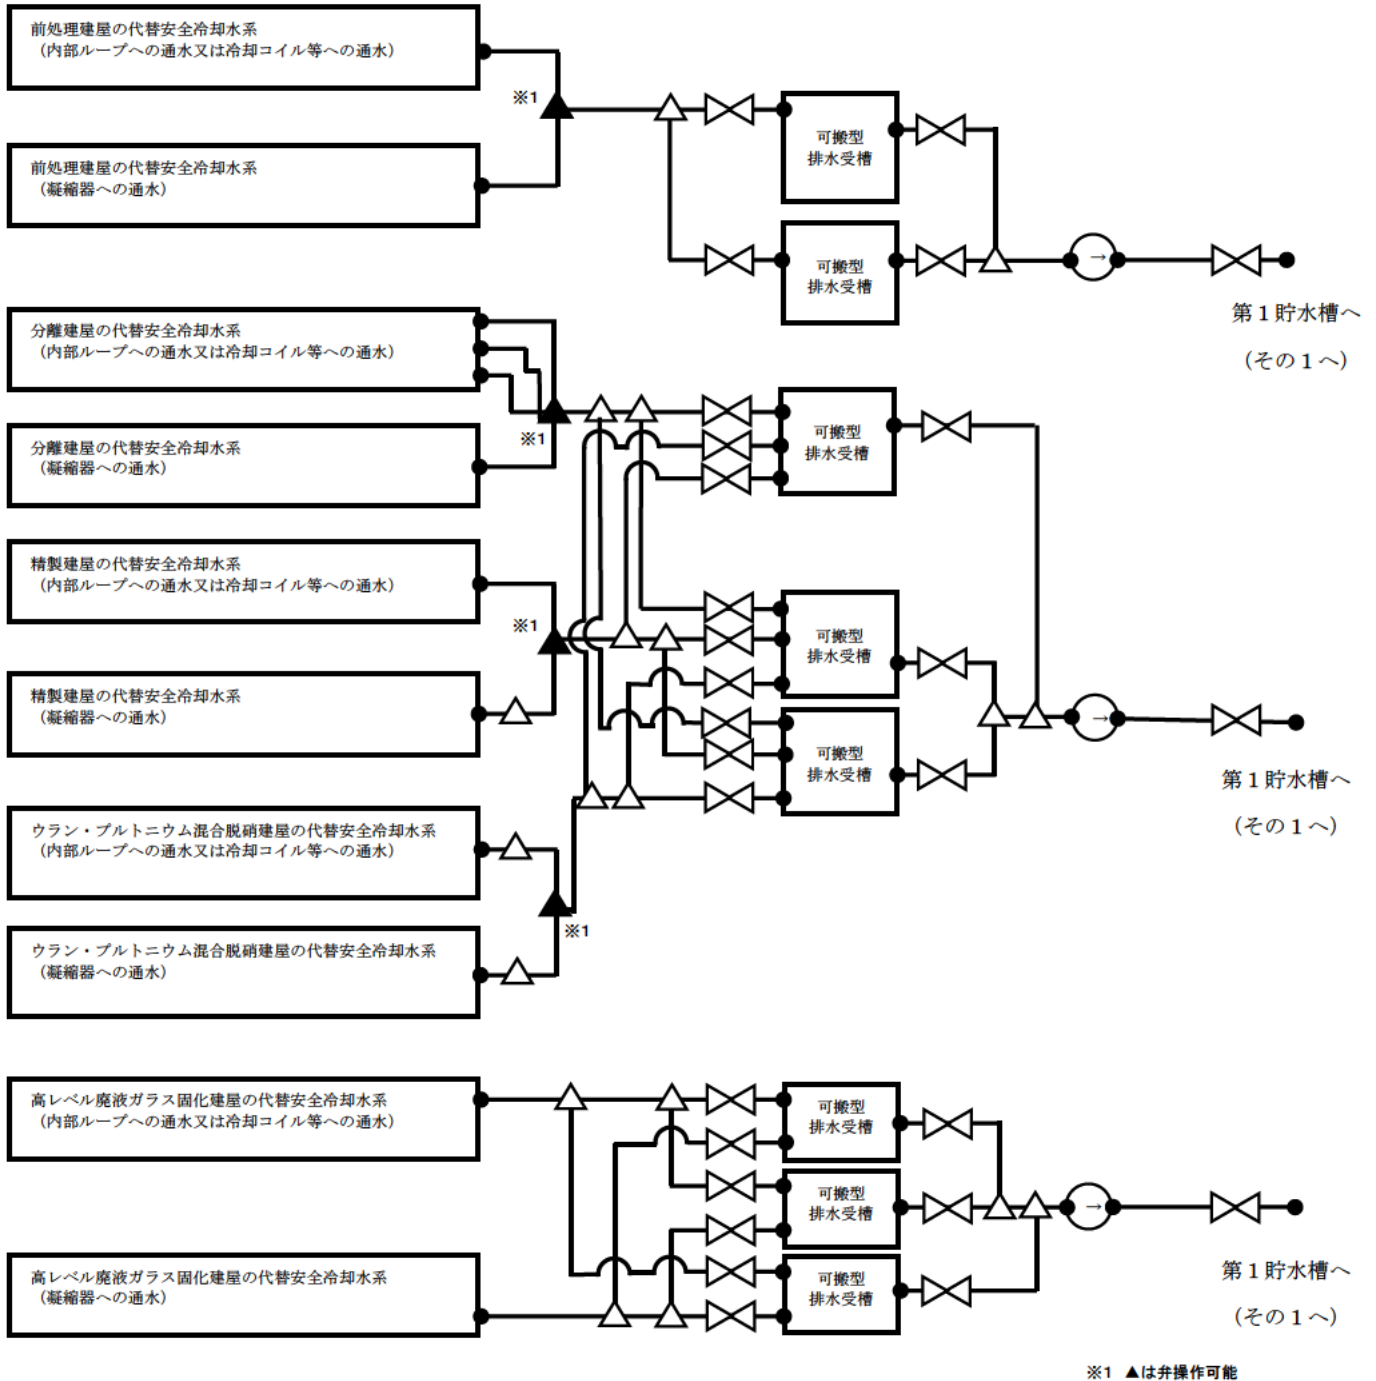 前処理建屋の代替安全冷却水系
（内部ループへの通水又は冷却コイル等への通水）
※1
可搬型
排水受槽
前処理建屋の代替安全冷却水系
（凝縮器への通水）
可搬型
排水受槽
→
第１貯水槽へ
（その１へ）
分離建屋の代替安全冷却水系
（内部ループへの通水又は冷却コイル等への通水）
※1
分離建屋の代替安全冷却水系
（凝縮器への通水）
可搬型
排水受槽
精製建屋の代替安全冷却水系
（内部ループへの通水又は冷却コイル等への通水）
※1
可搬型
排水受槽
精製建屋の代替安全冷却水系
（凝縮器への通水）
可搬型
排水受槽
→
第１貯水槽へ
（その１へ）
ウラン・プルトニウム混合脱硝建屋の代替安全冷却水系
（内部ループへの通水又は冷却コイル等への通水）
※1
ウラン・プルトニウム混合脱硝建屋の代替安全冷却水系
（凝縮器への通水）
高レベル廃液ガラス固化建屋の代替安全冷却水系
（内部ループへの通水又は冷却コイル等への通水）
可搬型
排水受槽
可搬型
排水受槽
→
高レベル廃液ガラス固化建屋の代替安全冷却水系
（凝縮器への通水）
可搬型
排水受槽
第１貯水槽へ
（その１へ）
※1　▲は弁操作可能